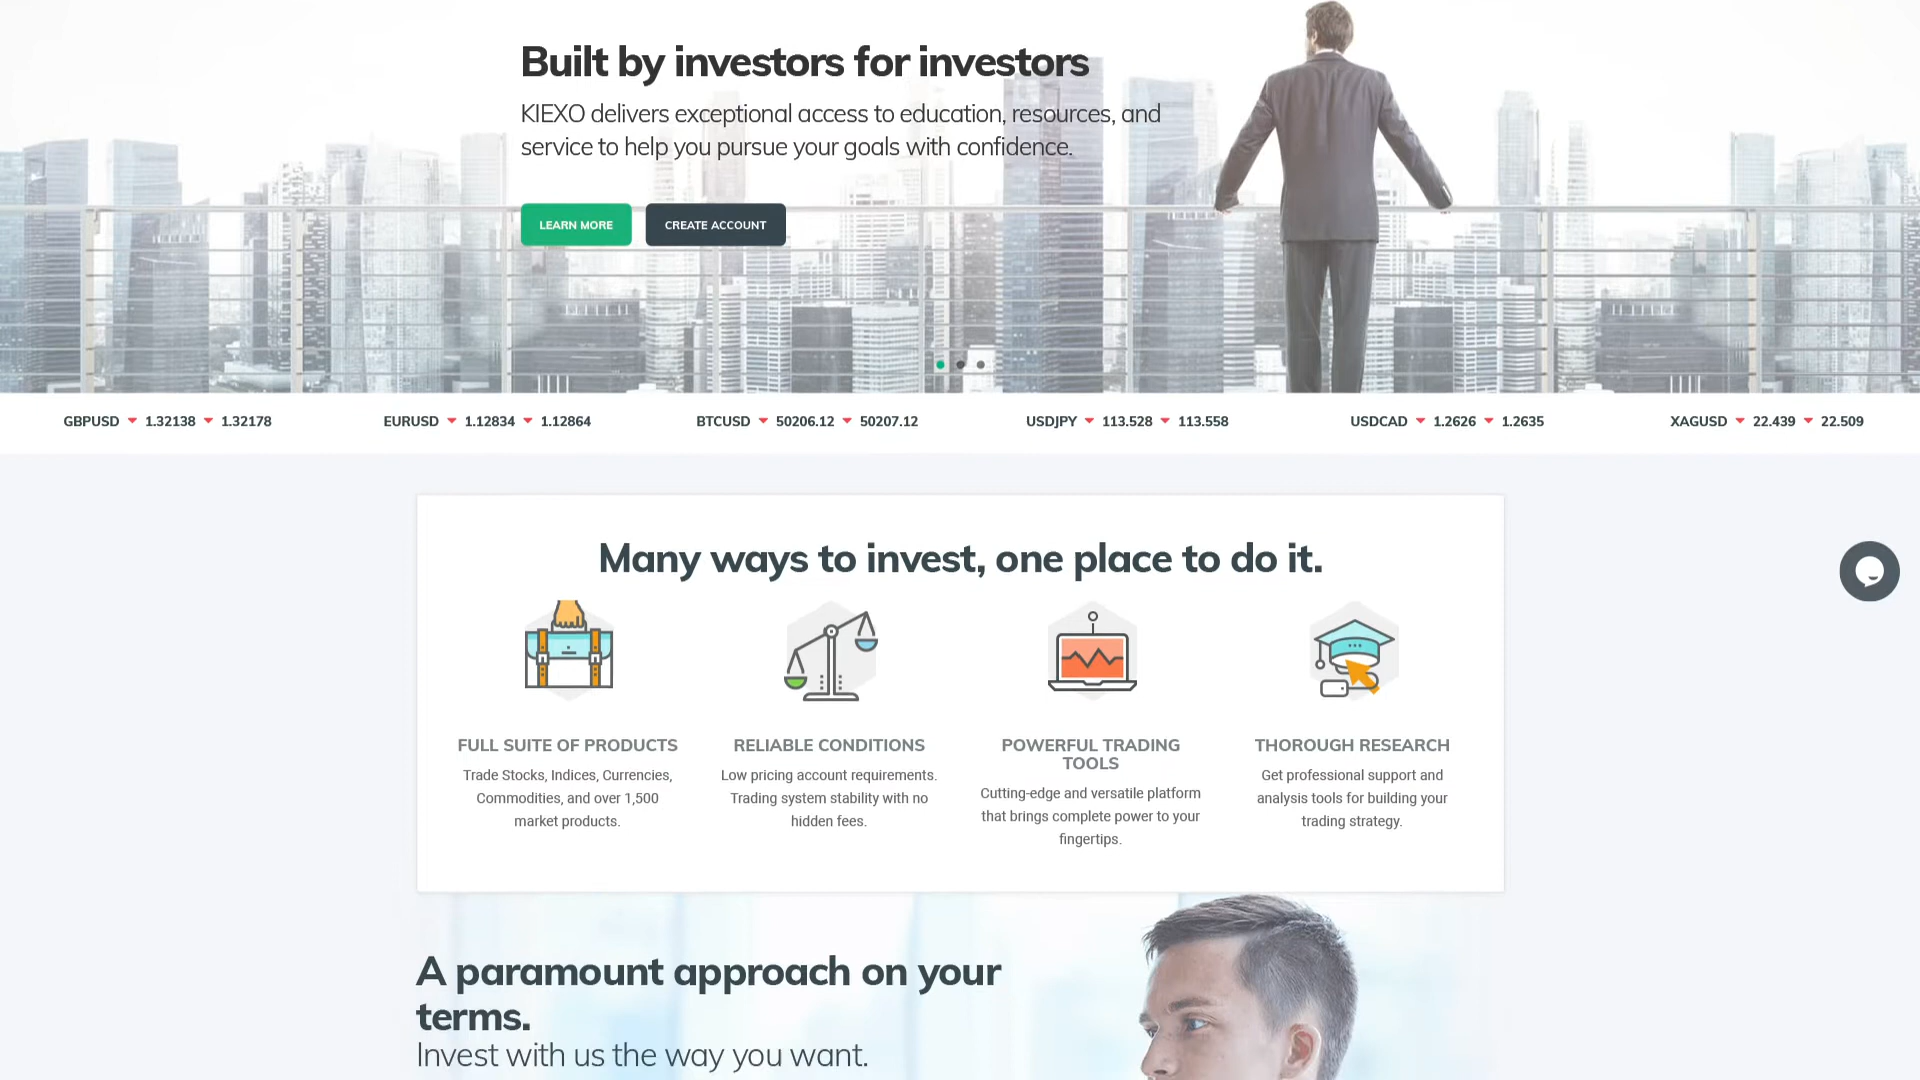 Built by investors for investors
KIEXO delivers exceptional access to education, resources, and
service to help you pursue your goals with confidence.
LEARN MORE
CREATE ACCOUNT
GBPUSD 1.32138 1.32178
EURUSD 1.12834 1.12864
BTCUSD 50206.12 50207.12
USDJPY 113.528 113.558
USDCAD 1.2626 1.2635
XAGUSD 22.439 22.509
Many ways to invest, one place to do it.
FULL SUITE OF PRODUCTS
Trade Stocks, Indices, Currencies,
Commodities, and over 1,500
market products.
RELIABLE CONDITIONS
Low pricing account requirements.
Trading system stability with no
hidden fees.
POWERFUL TRADING
TOOLS
Cutting-edge and versatile platform
that brings complete power to your
fingertips.
THOROUGH RESEARCH
Get professional support and
analysis tools for building your
trading strategy.
A paramount approach on your
terms.
Invest with us the way you want.